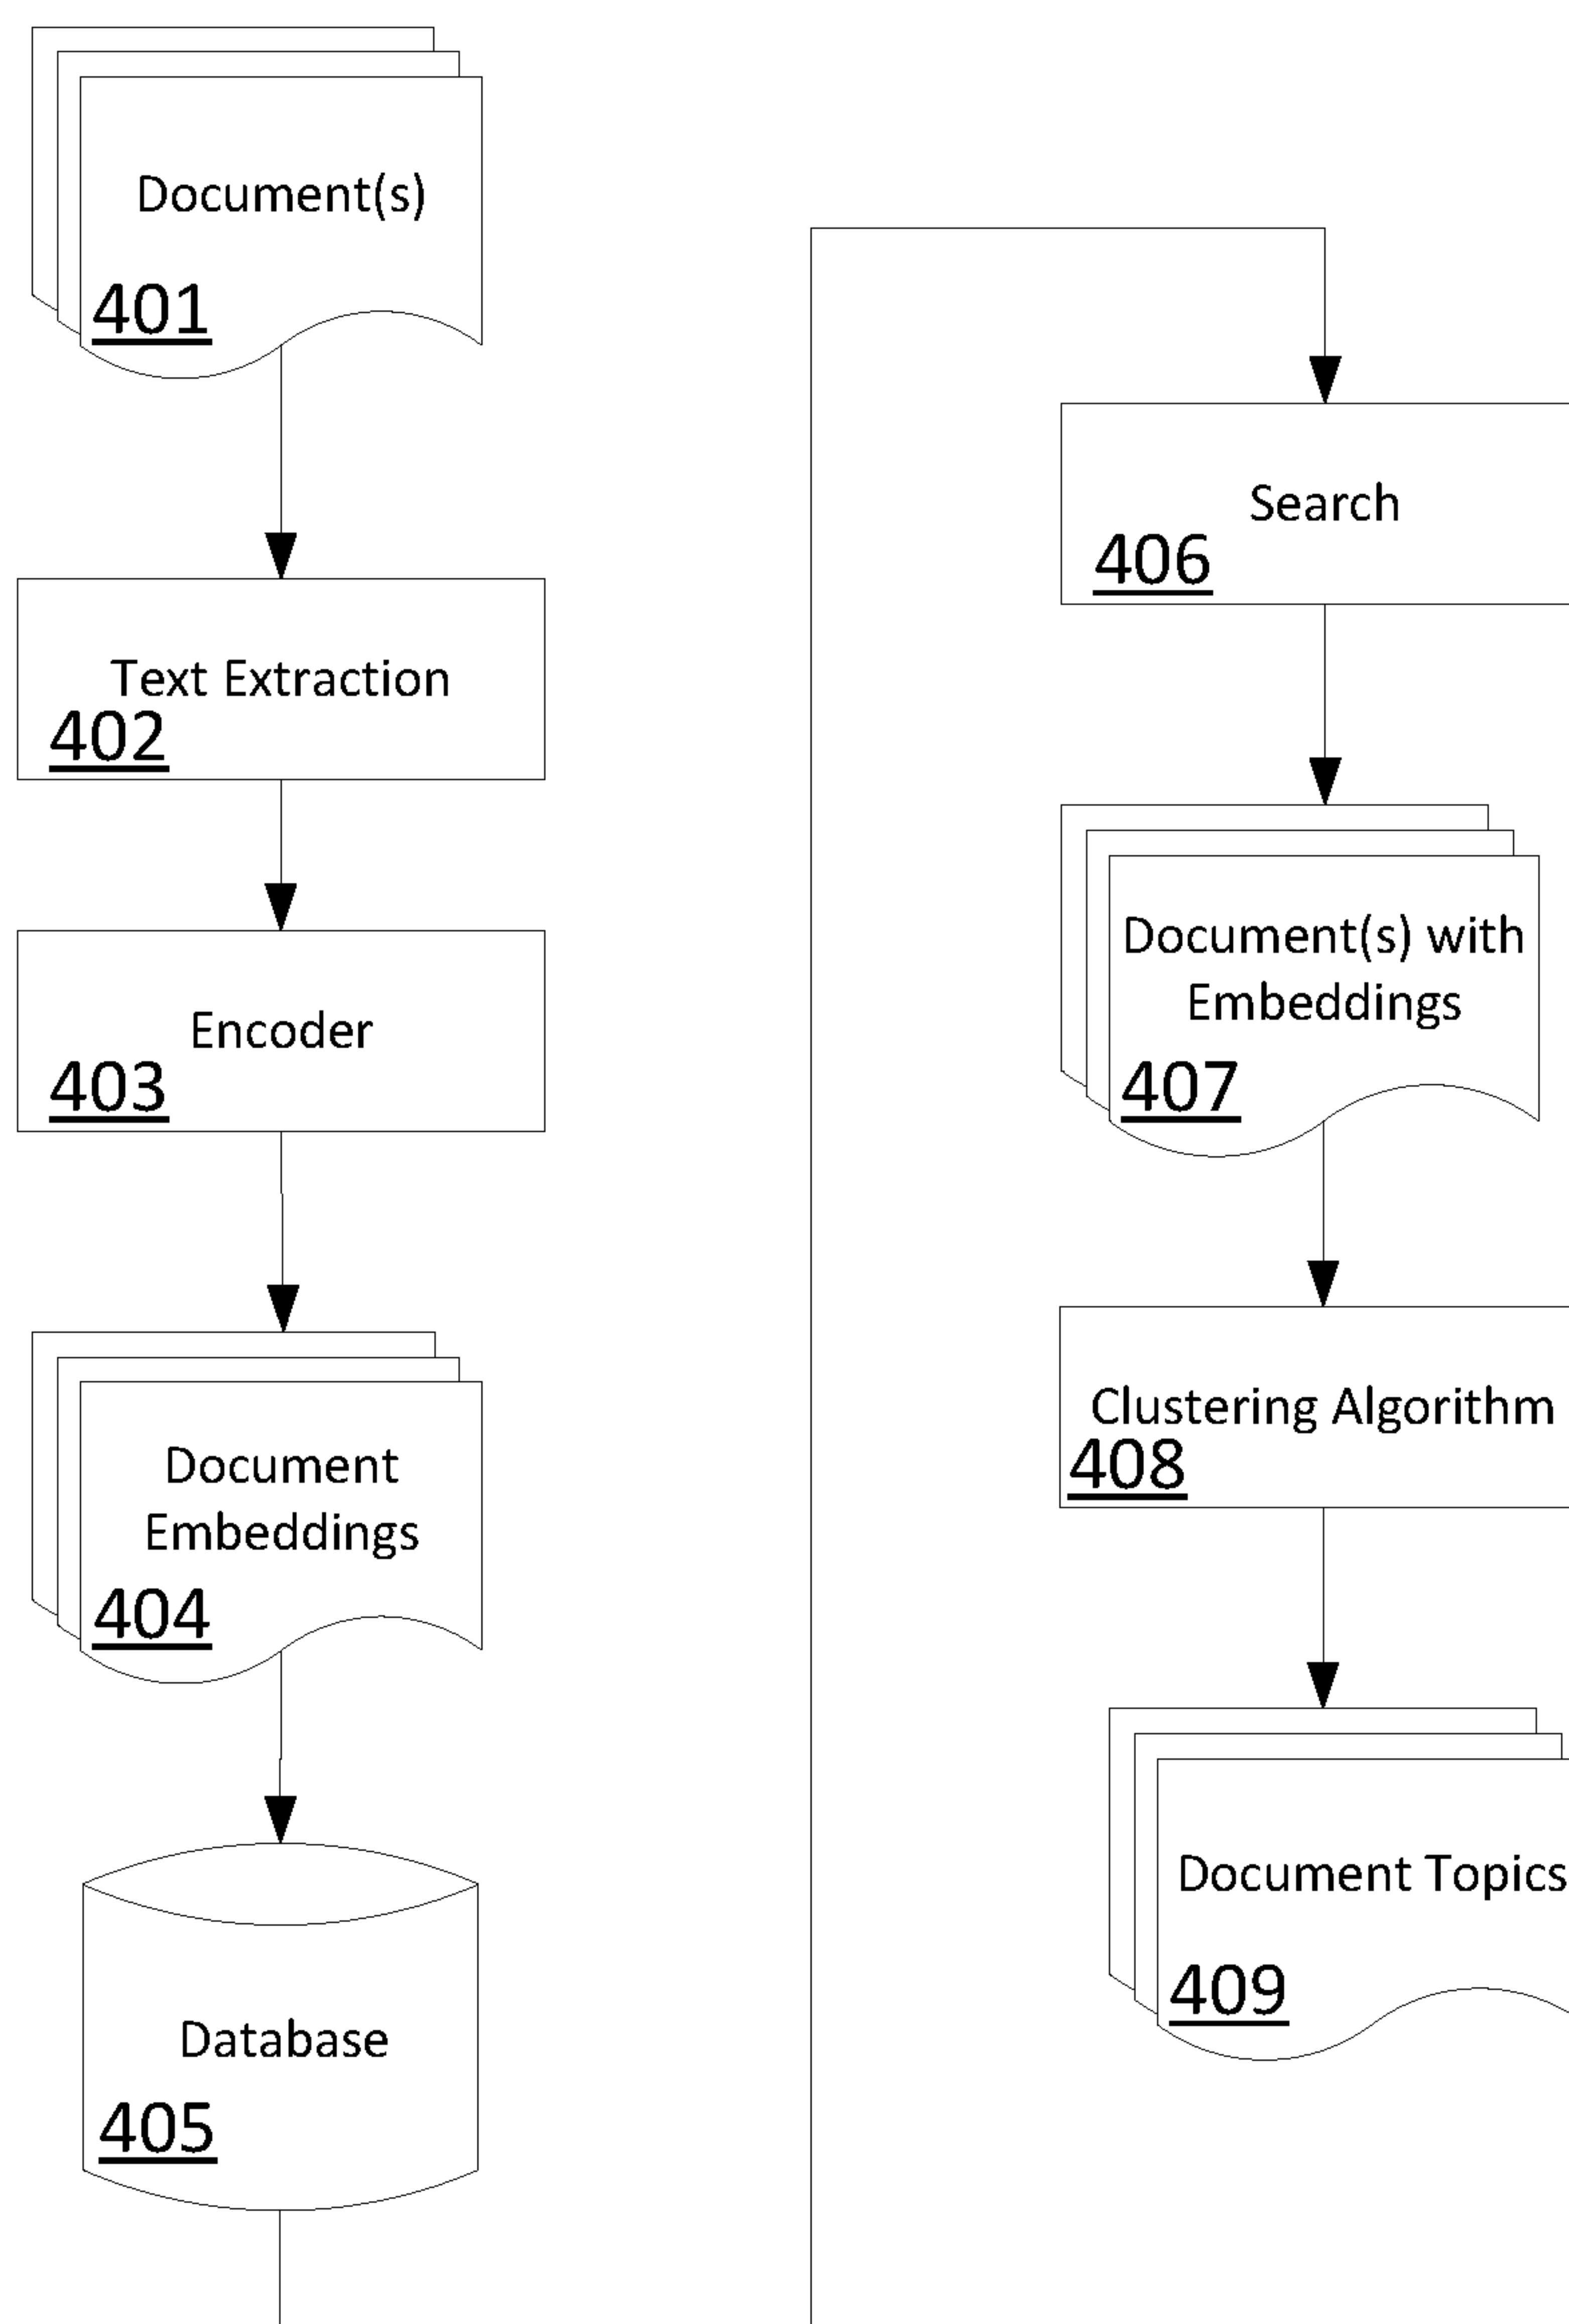 Document(s)
401
Text Extraction
402
Encoder
403
Document
Embeddings
404
Database
405
Search
406
Document(s) with
Embeddings
407
Clustering Algorithm
408
Document Topics
409